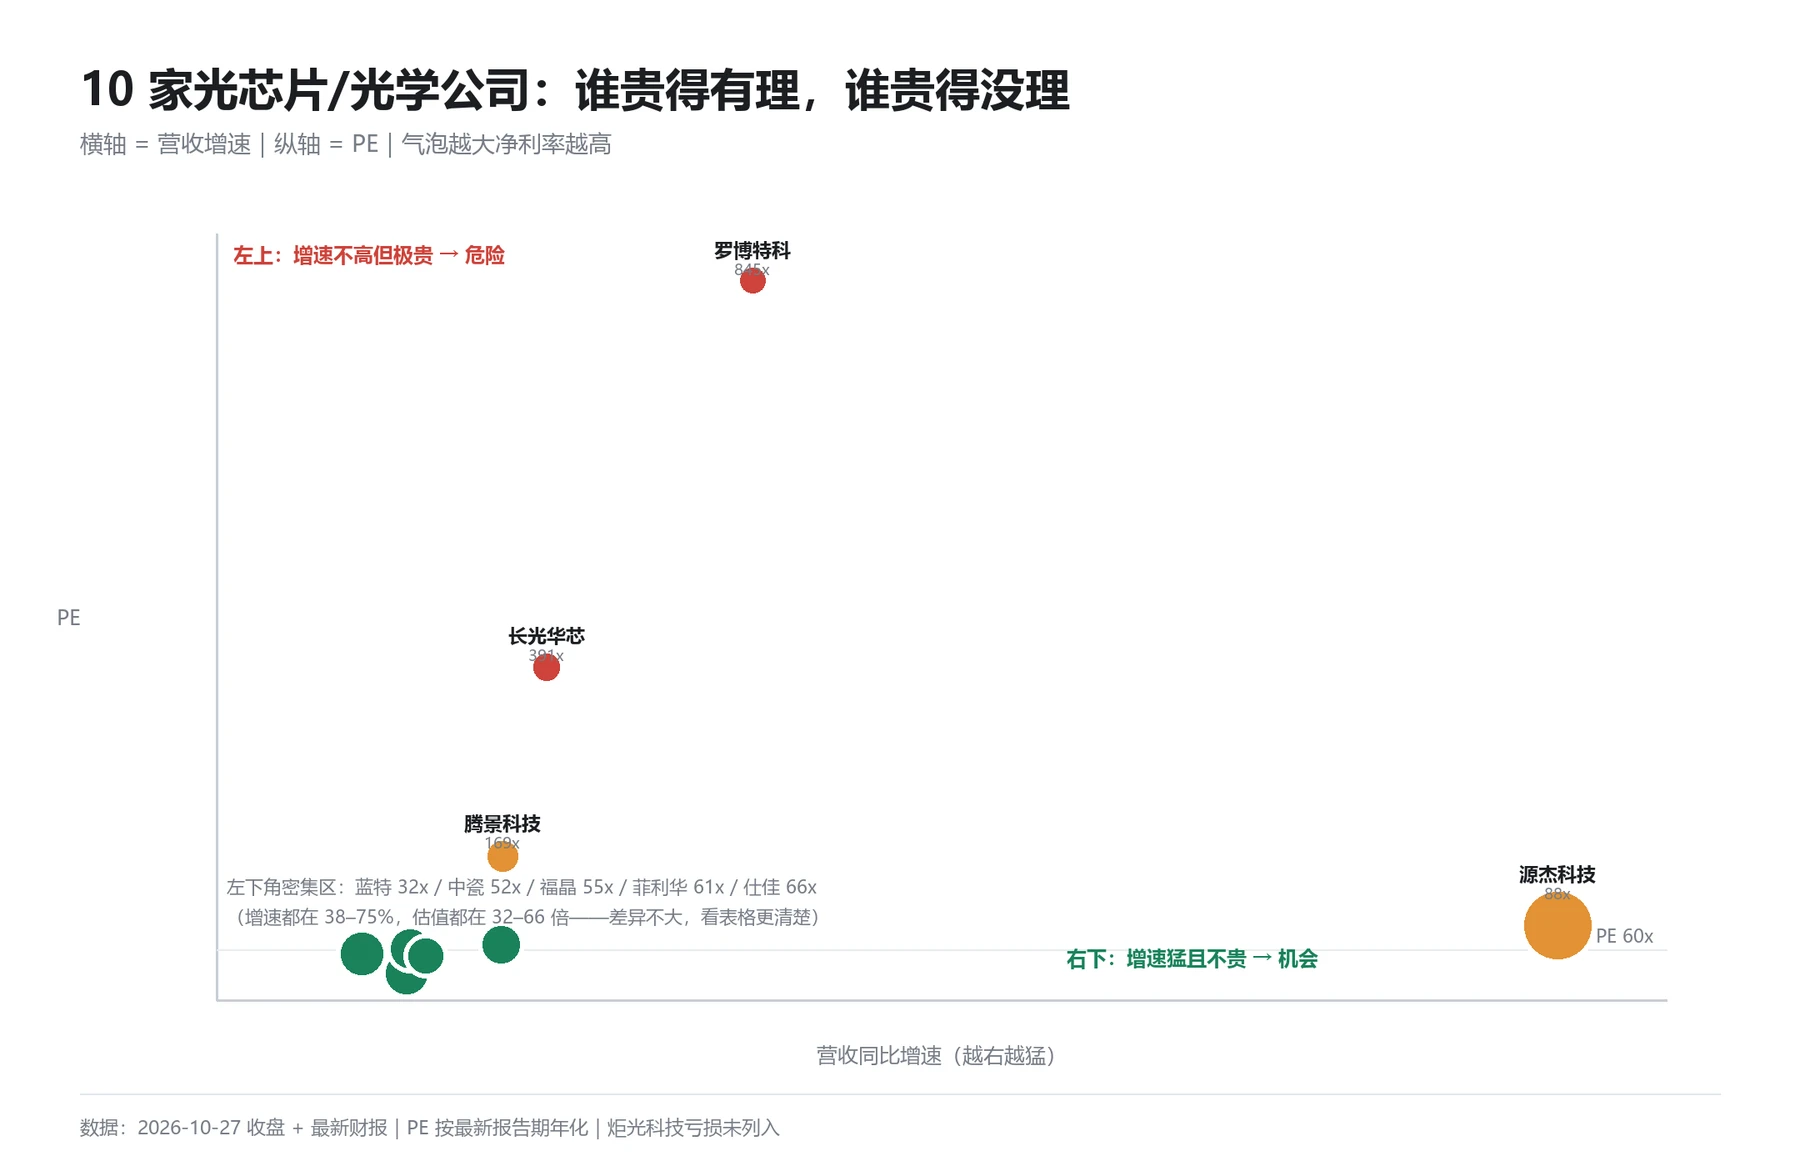 10 家光芯片/光学公司：谁贵得有理，谁贵得没理
横轴 = 营收增速 | 纵轴 = PE | 气泡越大净利率越高
左上：增速不高但极贵 → 危险
罗博特科
845x
PE
长光华芯
391x
腾景科技
169x
左下角密集区：蓝特 32x / 中瓷 52x / 福晶 55x / 菲利华 61x / 仕佳 66x
（增速都在 38–75%，估值都在 32–66 倍——差异不大，看表格更清楚）
源杰科技
88x
PE 60x
右下：增速猛且不贵 → 机会
营收同比增速（越右越猛）
数据：2026-10-27 收盘 + 最新财报 | PE 按最新报告期年化 | 炬光科技亏损未列入